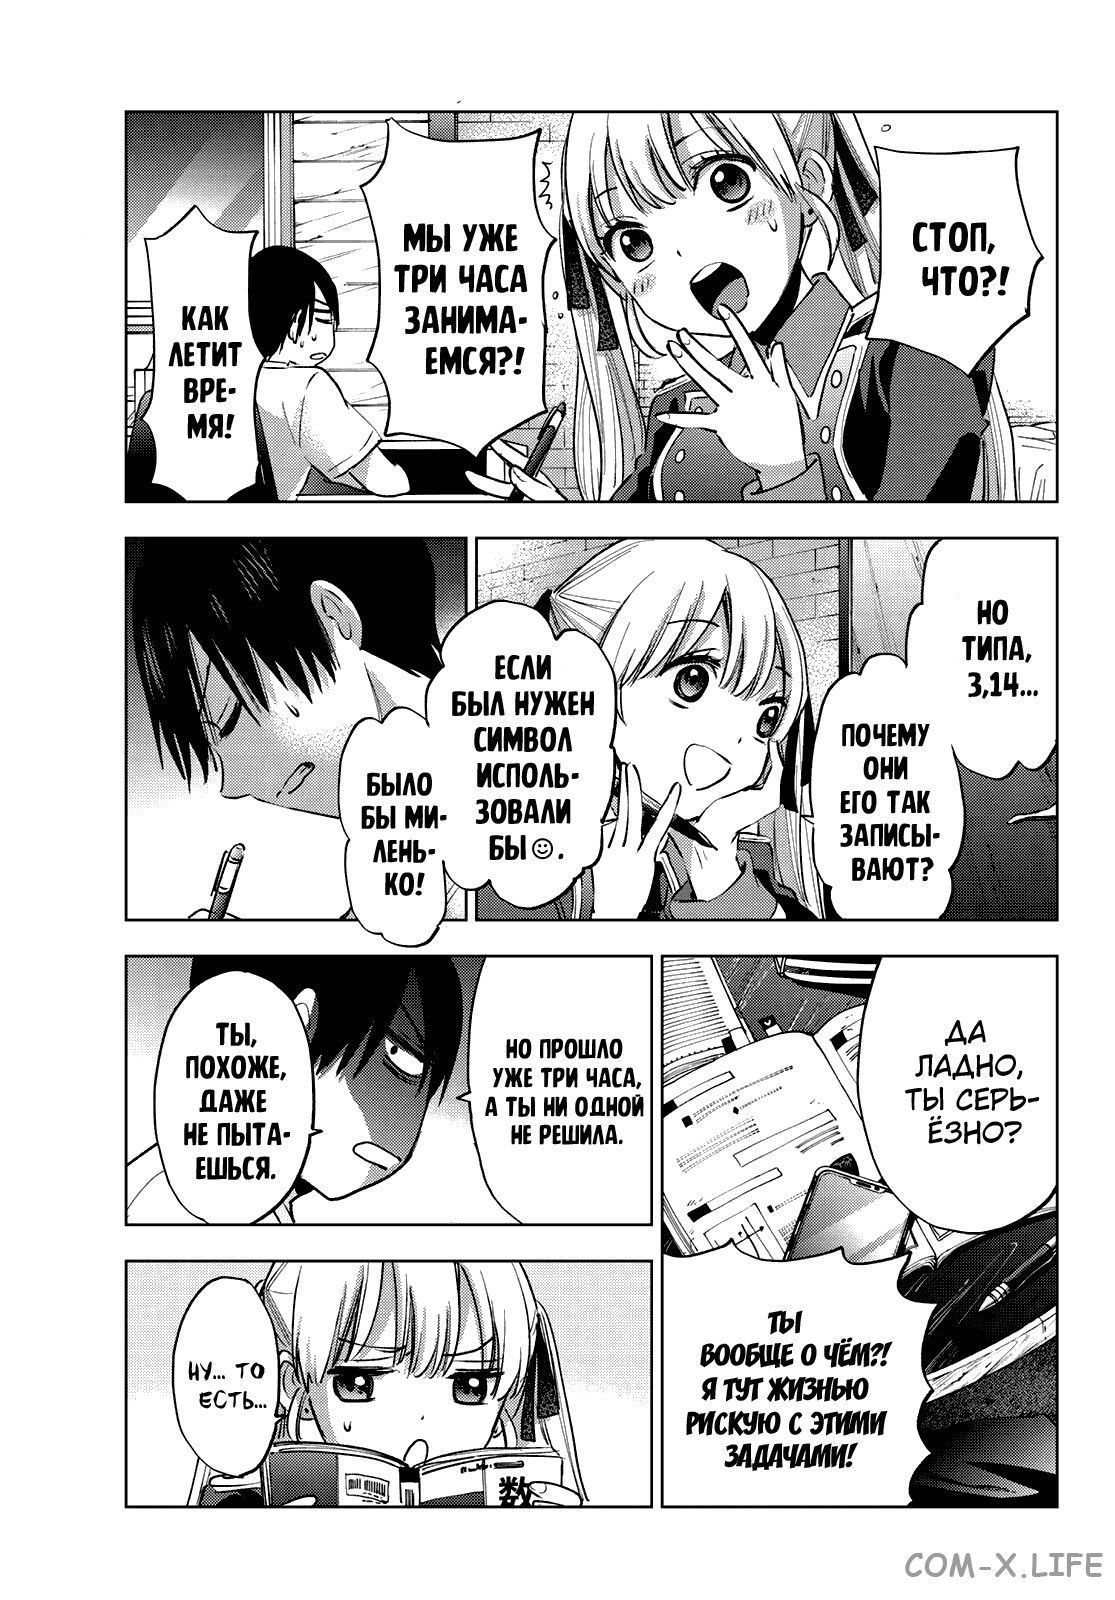 СТОП,
ЧТО?!
МЫ УЖЕ
ТРИ ЧАСА
ЗАНИМА-
ЕМСЯ?!
КАК
ЛЕТИТ
ВРЕ-
МЯ!
НО
ТИПА,
3,14...
ПОЧЕМУ
ОНИ
ЕГО ТАК
ЗАПИСЫ-
ВАЮТ?
ЕСЛИ
БЫЛ НУЖЕН
СИМВОЛ
ИСПОЛЬ-
ЗОВАЛИ
БЫ☺.
БЫЛО
БЫ МИ-
ЛЕНЬ-
КО!
ДА
ЛАДНО,
ТЫ СЕРЬ-
ЁЗНО?
ТЫ
ВООБЩЕ О ЧЁМ?!
Я ТУТ ЖИЗНЬЮ
РИСКУЮ С ЭТИМИ
ЗАДАЧАМИ!
НО ПРОШЛО
УЖЕ ТРИ ЧАСА,
А ТЫ НИ ОДНОЙ
НЕ РЕШИЛА.
ТЫ,
ПОХОЖЕ,
ДАЖЕ
НЕ ПЫТА-
ЕШЬСЯ.
НУ... ТО
ЕСТЬ...
数
COM-X.LIFE